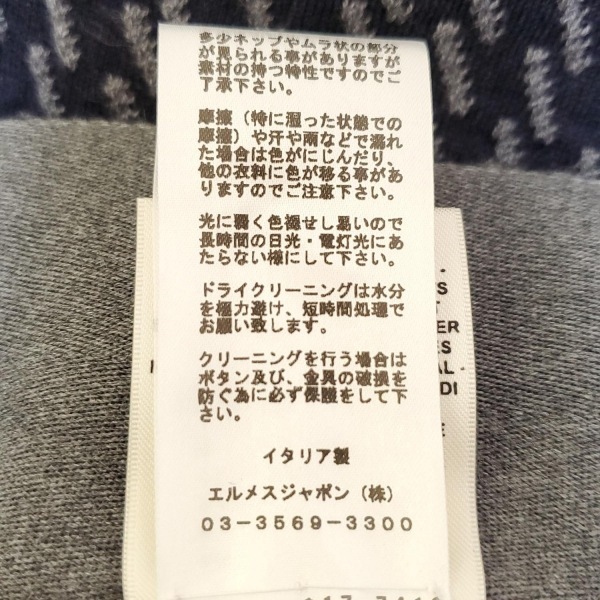 多少ネップやムラ状の部分
が見られる事がありますが
素材の持つ特性ですのでご
了承下さい。
摩擦（特に湿った状態での
摩擦）や汗や雨などで濡れ
た場合は色がにじんだり、
他の衣料に色が移る事があ
りますのでご注意下さい。
光に弱く色褪せし易いので
長時間の日光・電灯光にあ
たらない様にして下さい。
ドライクリーニングは水分
を極力避け、短時間処理で
お願い致します。
クリーニングを行う場合は
ボタン及び、金具の破損を
防ぐ為に必ず保護をして下
さい。
イタリア製
エルメスジャポン（株）
03-3569-3300
ER
ES
AL -
DI
E